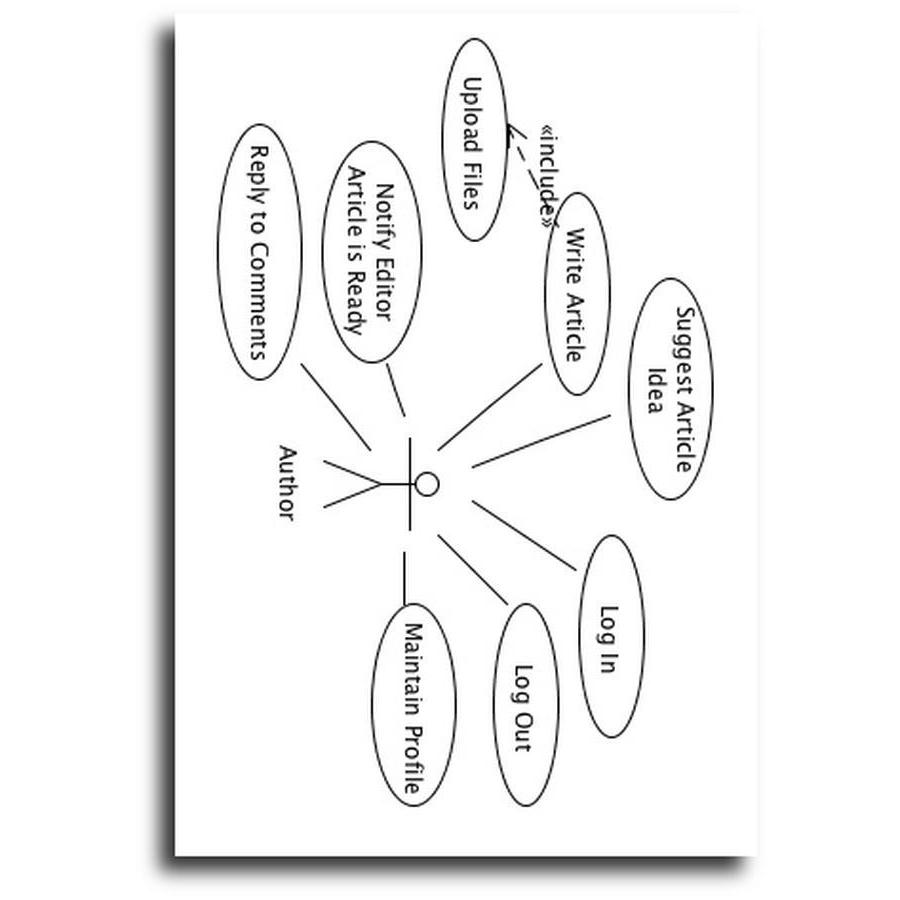 Suggest Article
Idea
Log In
Write Article
«include»
Log Out
Upload Files
Maintain Profile
Notify Editor
Article is Ready
Author
Reply to Comments